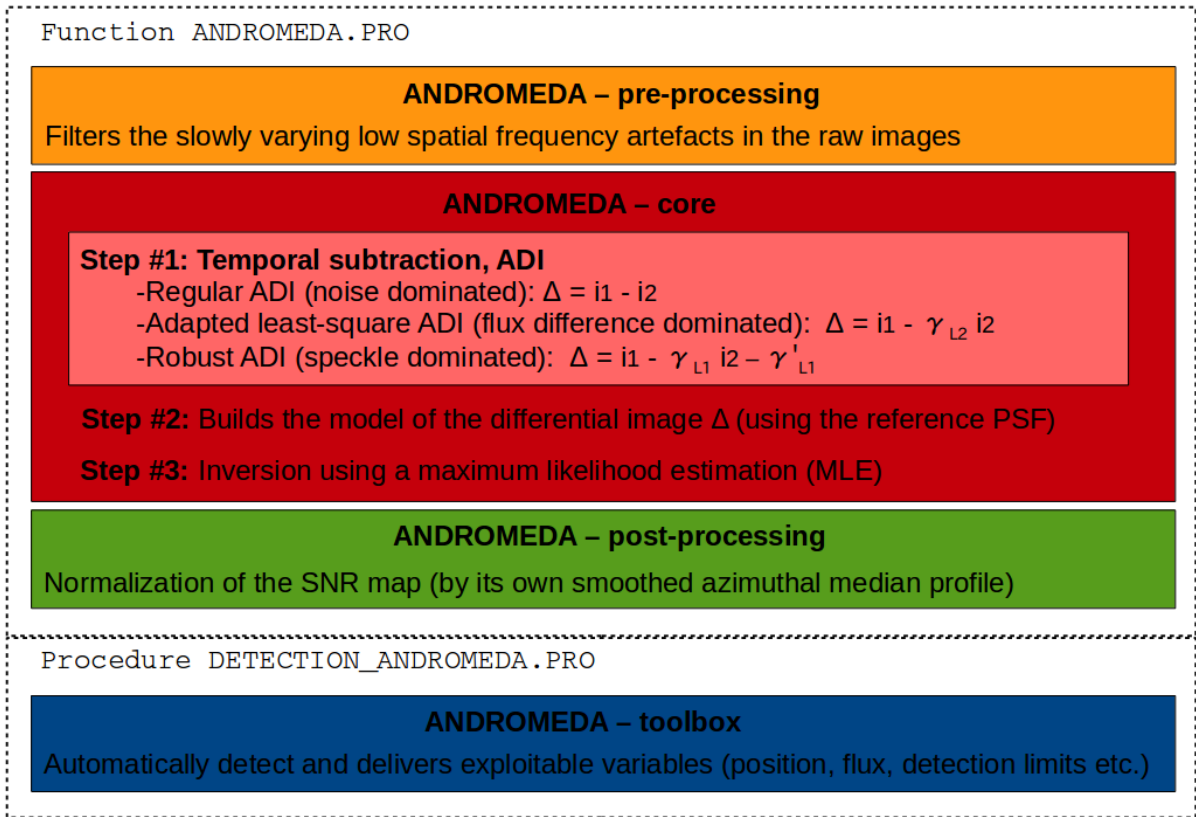 Function ANDROMEDA.PRO
ANDROMEDA – pre-processing
Filters the slowly varying low spatial frequency artefacts in the raw images
ANDROMEDA – core
Step #1: Temporal subtraction, ADI
-Regular ADI (noise dominated): Δ = i1 - i2
-Adapted least-square ADI (flux difference dominated): Δ = i1 - γ L2 i2
-Robust ADI (speckle dominated): Δ = i1 - γ L1 i2 – γ'L1
Step #2: Builds the model of the differential image Δ (using the reference PSF)
Step #3: Inversion using a maximum likelihood estimation (MLE)
ANDROMEDA – post-processing
Normalization of the SNR map (by its own smoothed azimuthal median profile)
Procedure DETECTION_ANDROMEDA.PRO
ANDROMEDA – toolbox
Automatically detect and delivers exploitable variables (position, flux, detection limits etc.)